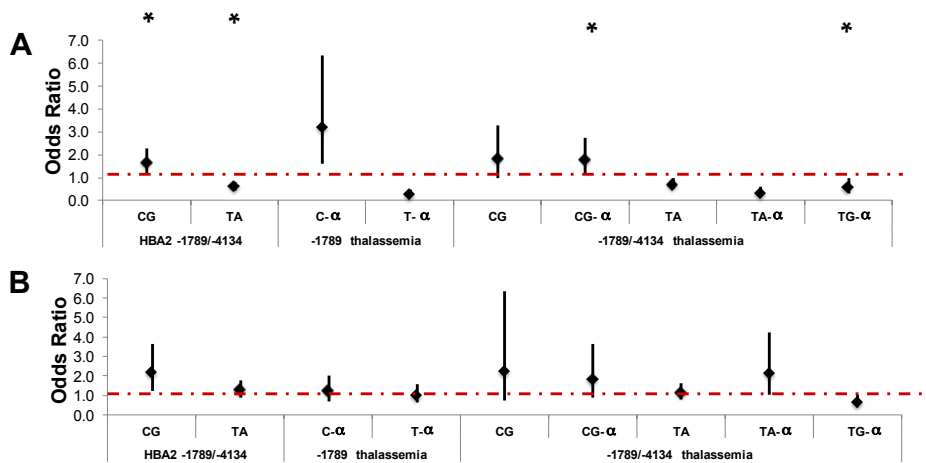 * * * *
A
Odds Ratio
7.0
6.0
5.0
4.0
3.0
2.0
1.0
0.0
CG TA C-α T-α CG CG-α TA TA-α TG-α
HBA2 -1789/-4134 -1789 thalassemia -1789/-4134 thalassemia
B
Odds Ratio
7.0
6.0
5.0
4.0
3.0
2.0
1.0
0.0
CG TA C-α T-α CG CG-α TA TA-α TG-α
HBA2 -1789/-4134 -1789 thalassemia -1789/-4134 thalassemia